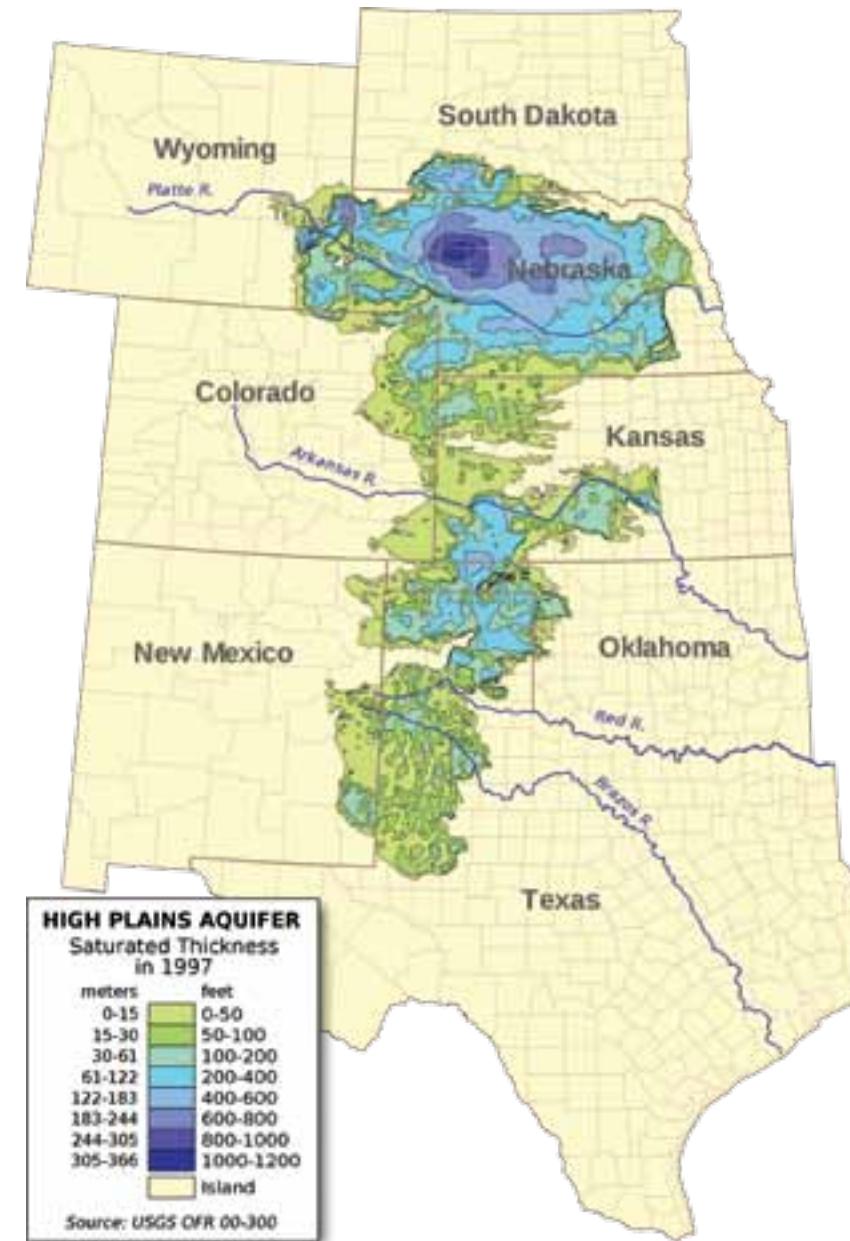 South Dakota
Wyoming
Platte R.
Nebraska
Colorado
Kansas
Arkansas R.
New Mexico
Oklahoma
Red R.
Brazos R.
Texas
HIGH PLAINS AQUIFER
Saturated Thickness
in 1997
meters feet
0-15 0-50
15-30 50-100
30-61 100-200
61-122 200-400
122-183 400-600
183-244 600-800
244-305 800-1000
305-366 1000-1200
Island
Source: USGS OFR 00-300